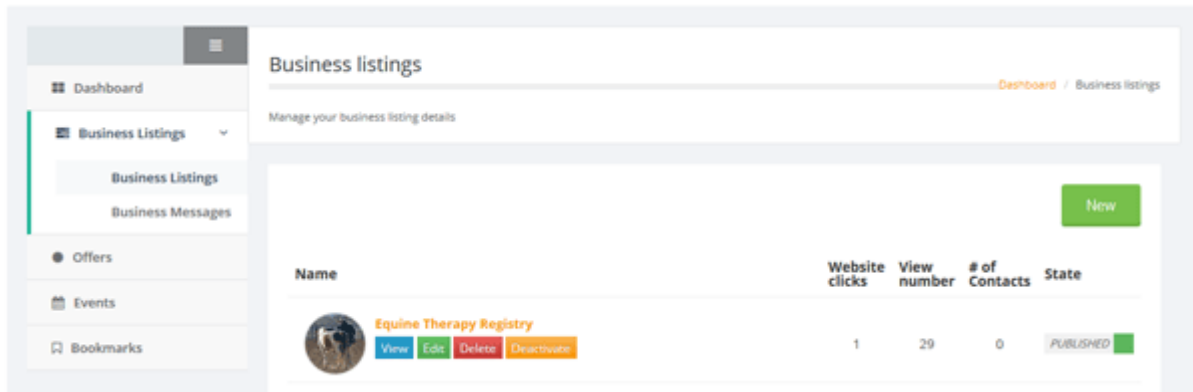 Dashboard
Business Listings
Business Listings
Business Messages
Offers
Events
Bookmarks
Business listings
Dashboard / Business listings
Manage your business listing details
New
Name Website clicks View number # of Contacts State
Equine Therapy Registry
View Edit Delete Deactivate
1 29 0 PUBLISHED